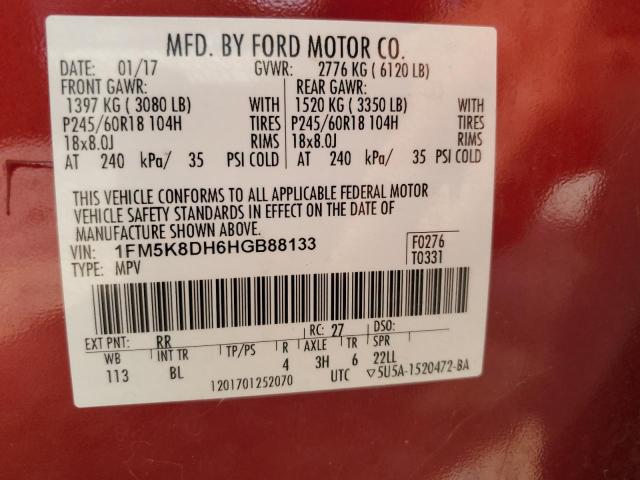 MFD. BY FORD MOTOR CO.
DATE: 01/17 GVWR: 2776 KG ( 6120 LB)
FRONT GAWR: REAR GAWR:
1397 KG ( 3080 LB) WITH 1520 KG ( 3350 LB) WITH
P245/60R18 104H TIRES P245/60R18 104H TIRES
18x8.0J RIMS 18x8.0J RIMS
AT 240 kPa/ 35 PSI COLD AT 240 kPa/ 35 PSI COLD
THIS VEHICLE CONFORMS TO ALL APPLICABLE FEDERAL MOTOR
VEHICLE SAFETY STANDARDS IN EFFECT ON THE DATE OF
MANUFACTURE SHOWN ABOVE.
VIN: 1FM5K8DH6HGB88133 F0276
TYPE: MPV T0331
EXT PNT: RR RC: 27 DSO:
WB INT TR TP/PS R AXLE TR SPR
113 BL 4 3H 6 22LL
1201701252070 UTC ▽5U5A-1520472-BA